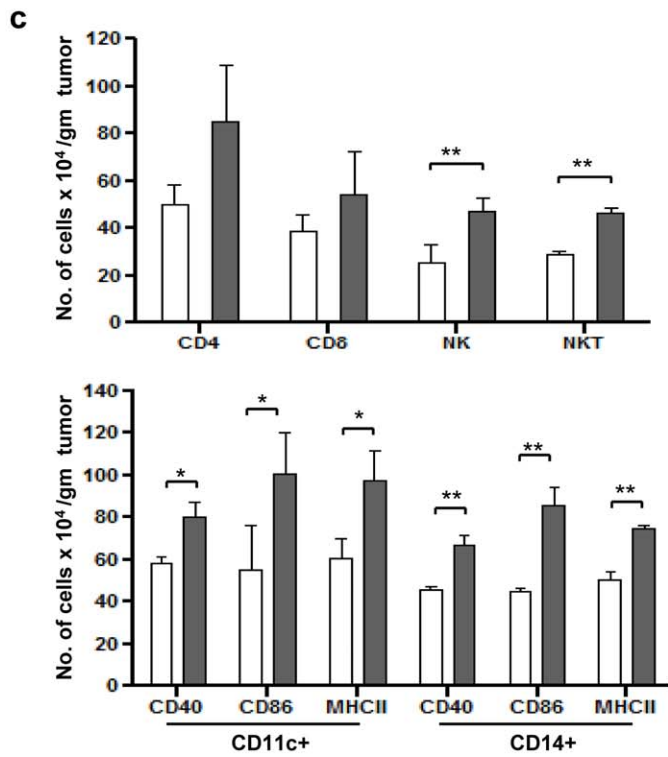 c
No. of cells x 10⁴ /gm tumor
120
100
80
60
40
20
0
** **
CD4 CD8 NK NKT
No. of cells x 10⁴ /gm tumor
140
120
100
80
60
40
20
0
* * * ** ** **
CD40 CD86 MHCII CD40 CD86 MHCII
CD11c+ CD14+